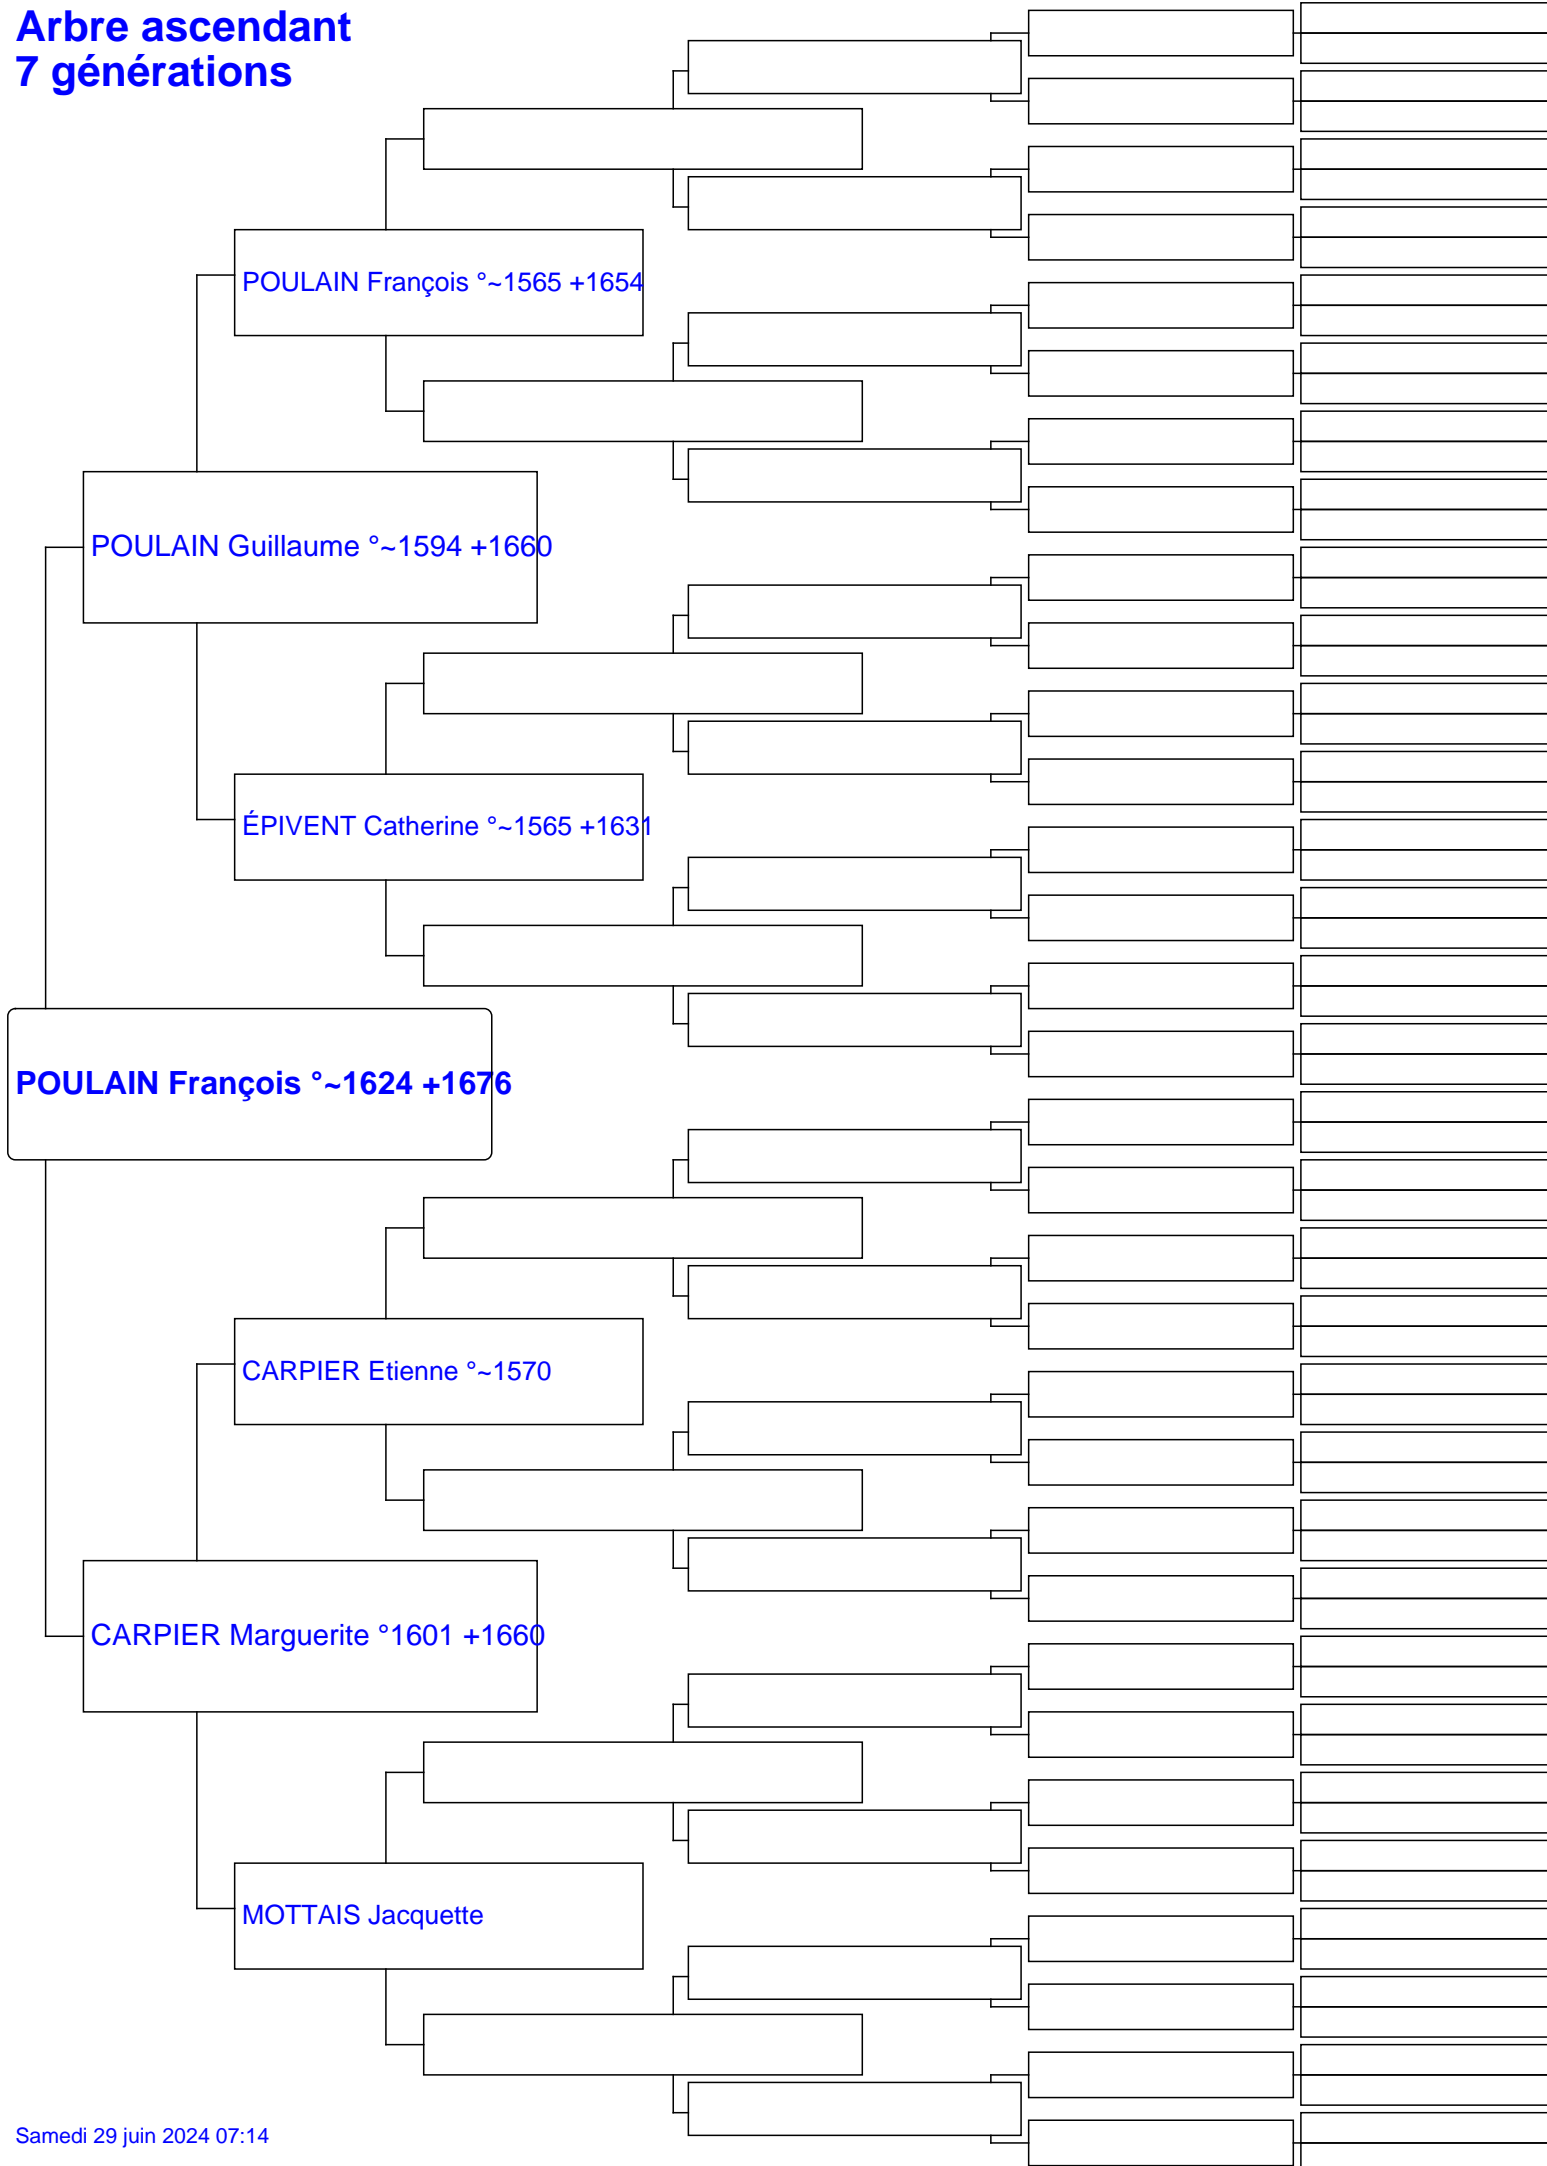 Arbre ascendant
7 générations
POULAIN François °~1565 +1654
POULAIN Guillaume °~1594 +1660
ÉPIVENT Catherine °~1565 +1631
POULAIN François °~1624 +1676
CARPIER Etienne °~1570
CARPIER Marguerite °1601 +1660
MOTTAIS Jacquette
Samedi 29 juin 2024 07:14